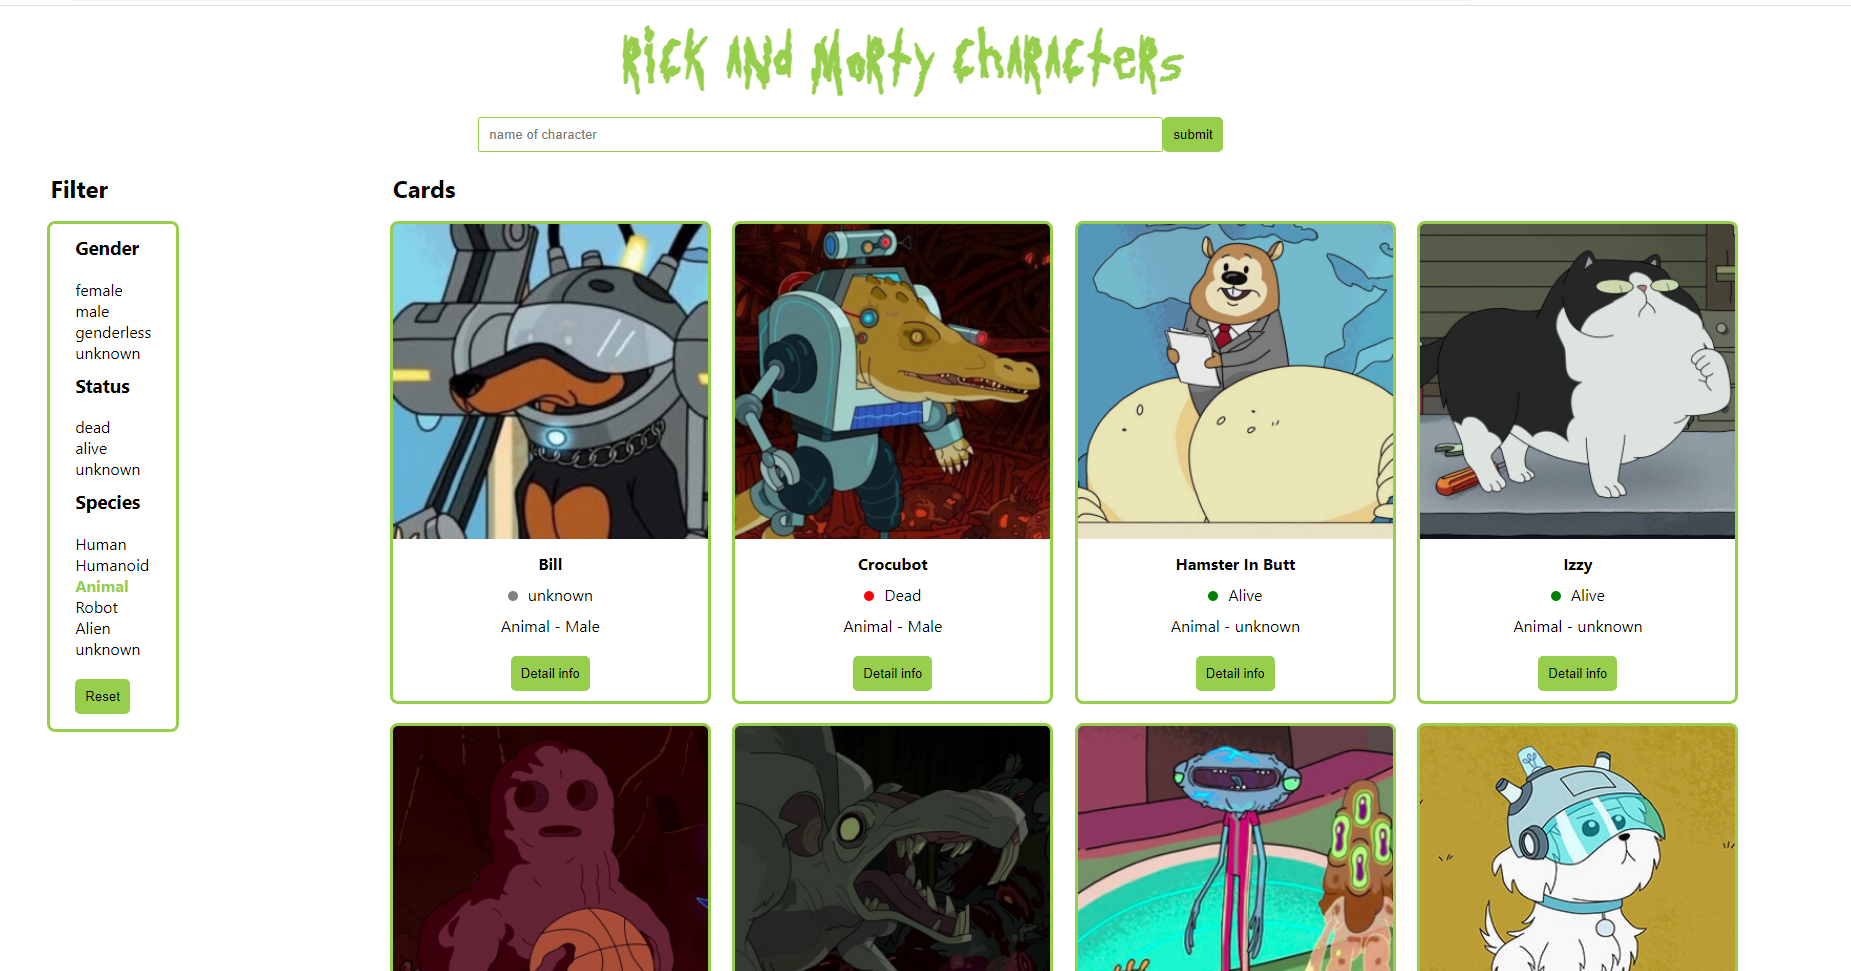 Rick and Morty Characters
name of character
submit
Filter
Gender
female
male
genderless
unknown
Status
dead
alive
unknown
Species
Human
Humanoid
Animal
Robot
Alien
unknown
Reset
Cards
Bill
unknown
Animal - Male
Detail info
Crocubot
Dead
Animal - Male
Detail info
Hamster In Butt
Alive
Animal - unknown
Detail info
Izzy
Alive
Animal - unknown
Detail info